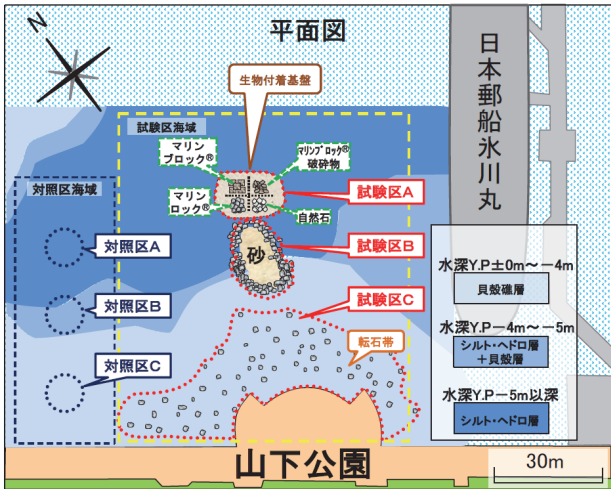 平面図
N
生物付着基盤
日本郵船氷川丸
試験区海域
マリン
ブロック®
マリンブロック®
破砕物
マリン
ロック®
自然石
試験区A
対照区海域
対照区A
試験区B
砂
対照区B
試験区C
転石帯
対照区C
水深Y.P±0m~-4m
貝殻礁層
水深Y.P-4m~-5m
シルト・ヘドロ層
+貝殻層
水深Y.P-5m以深
シルト・ヘドロ層
山下公園
30m